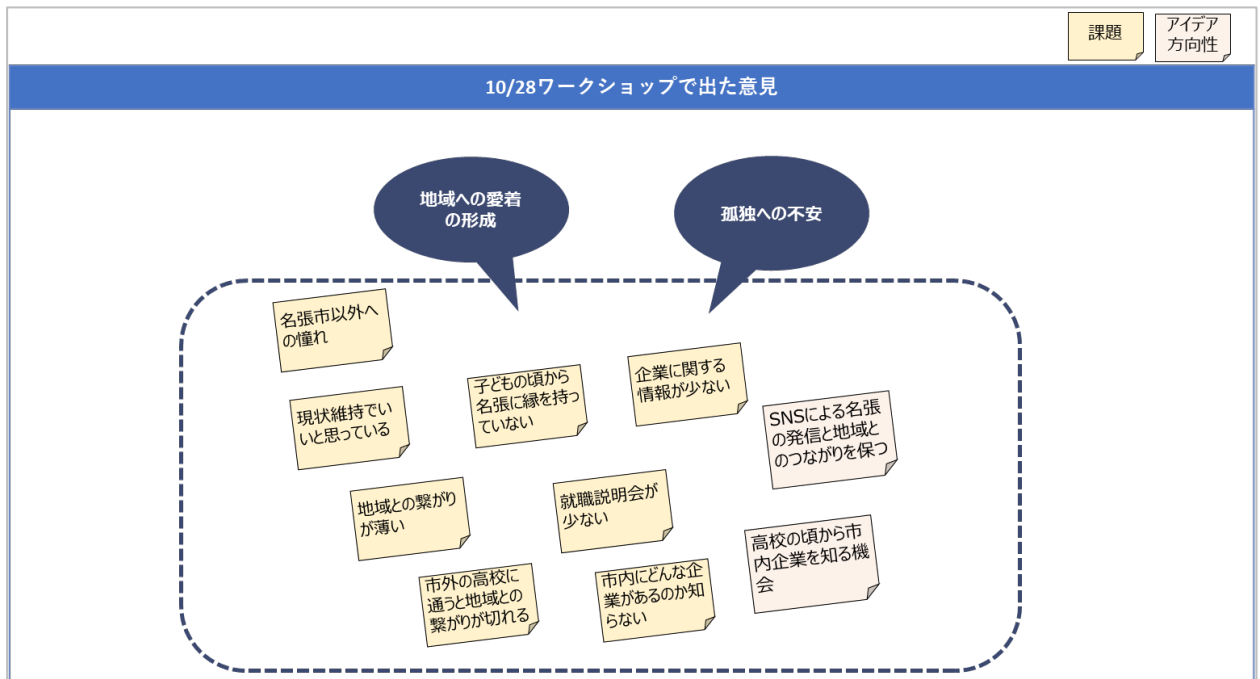 課題
アイデア
方向性
10/28ワークショップで出た意見
地域への愛着
の形成
孤独への不安
名張市以外へ
の憧れ
現状維持でい
いと思っている
子どもの頃から
名張に縁を持っ
ていない
企業に関する
情報が少ない
SNSによる名張
の発信と地域と
のつながりを保つ
地域との繋がり
が薄い
就職説明会が
少ない
高校の頃から市
内企業を知る機
会
市外の高校に
通うと地域との
繋がりが切れる
市内にどんな企
業があるのか知
らない